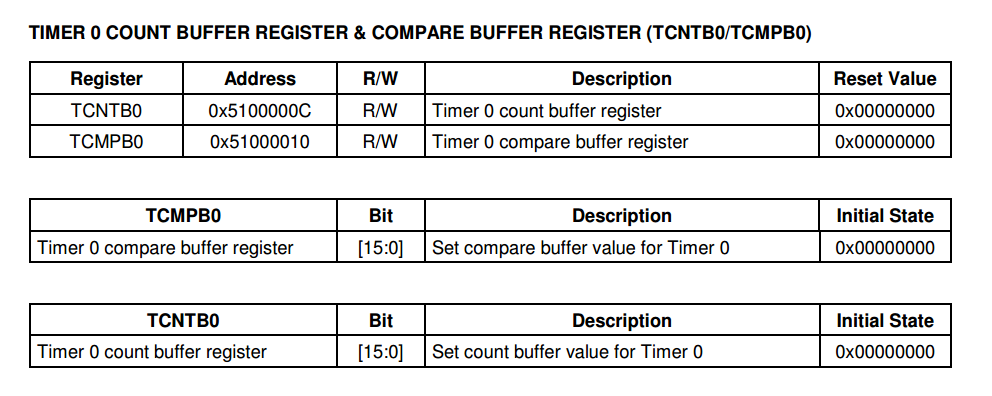 TIMER 0 COUNT BUFFER REGISTER & COMPARE BUFFER REGISTER (TCNTB0/TCMPB0)
Register Address R/W Description Reset Value
TCNTB0 0x5100000C R/W Timer 0 count buffer register 0x00000000
TCMPB0 0x51000010 R/W Timer 0 compare buffer register 0x00000000
TCMPB0 Bit Description Initial State
Timer 0 compare buffer register [15:0] Set compare buffer value for Timer 0 0x00000000
TCNTB0 Bit Description Initial State
Timer 0 count buffer register [15:0] Set count buffer value for Timer 0 0x00000000